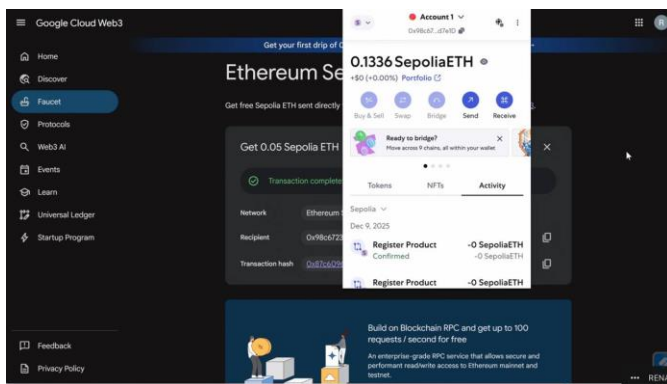 Google Cloud Web3
Home
Discover
Faucet
Protocols
Web3 AI
Events
Learn
Universal Ledger
Startup Program
Feedback
Privacy Policy
Get your first drip of
Ethereum Se
Get free Sepolia ETH sent directly
Get 0.05 Sepolia ETH
Transaction complete
Network
Ethereum
Recipient
0x98c6723
Transaction hash
Build on Blockchain RPC and get up to 100
requests / second for free
An enterprise-grade RPC service that allows secure and
performant read/write access to Ethereum mainnet and
testnet.
Account 1
0.1336 SepoliaETH
+$0 (+0.00%) Portfolio
Buy & Sell
Swap
Bridge
Send
Receive
Ready to bridge?
Move across 9 chains, all within your wallet
Tokens
NFTs
Activity
Sepolia
Dec 9, 2025
Register Product
-0 SepoliaETH
Confirmed
-0 SepoliaETH
Register Product
-0 SepoliaETH
R
RENA